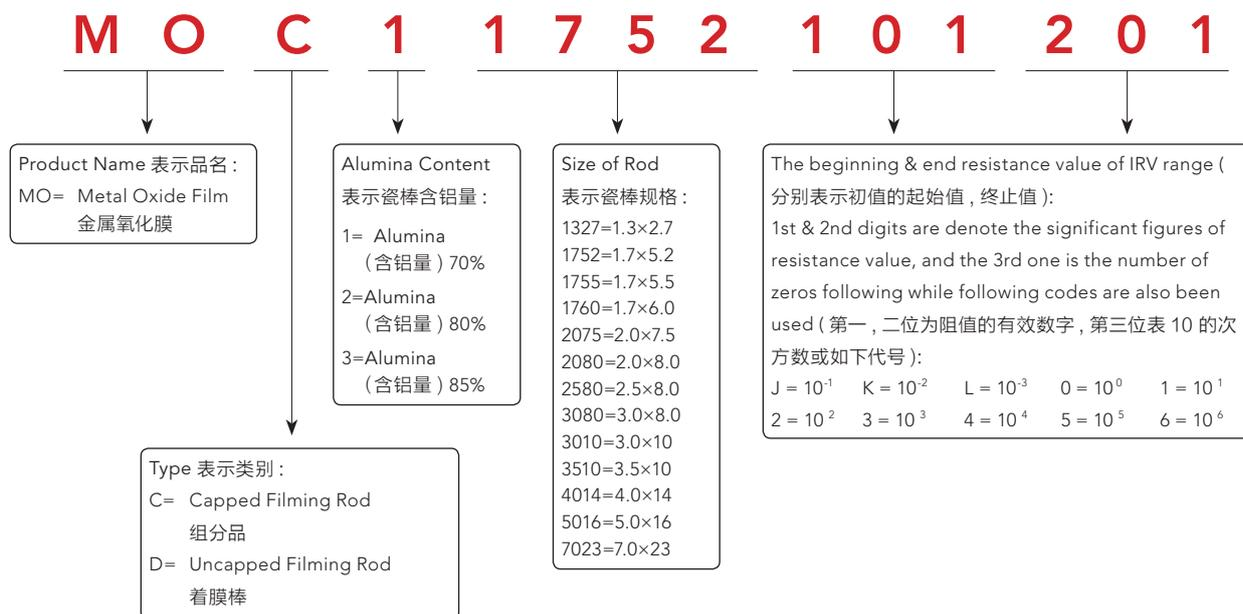 M O C 1 1 7 5 2 1 0 1 2 0 1
Product Name 表示品名 :
MO= Metal Oxide Film
金属氧化膜
Type 表示类别 :
C= Capped Filming Rod
组分品
D= Uncapped Filming Rod
着膜棒
Alumina Content
表示瓷棒含铝量 :
1= Alumina
(含铝量 ) 70%
2=Alumina
(含铝量 ) 80%
3=Alumina
(含铝量 ) 85%
Size of Rod
表示瓷棒规格 :
1327=1.3×2.7
1752=1.7×5.2
1755=1.7×5.5
1760=1.7×6.0
2075=2.0×7.5
2080=2.0×8.0
2580=2.5×8.0
3080=3.0×8.0
3010=3.0×10
3510=3.5×10
4014=4.0×14
5016=5.0×16
7023=7.0×23
The beginning & end resistance value of IRV range (
分别表示初值的起始值 , 终止值 ):
1st & 2nd digits are denote the significant figures of
resistance value, and the 3rd one is the number of
zeros following while following codes are also been
used ( 第一 , 二位为阻值的有效数字 , 第三位表 10 的次
方数或如下代号 ):
J = 10⁻¹ K = 10⁻² L = 10⁻³ 0 = 10⁰ 1 = 10¹
2 = 10² 3 = 10³ 4 = 10⁴ 5 = 10⁵ 6 = 10⁶